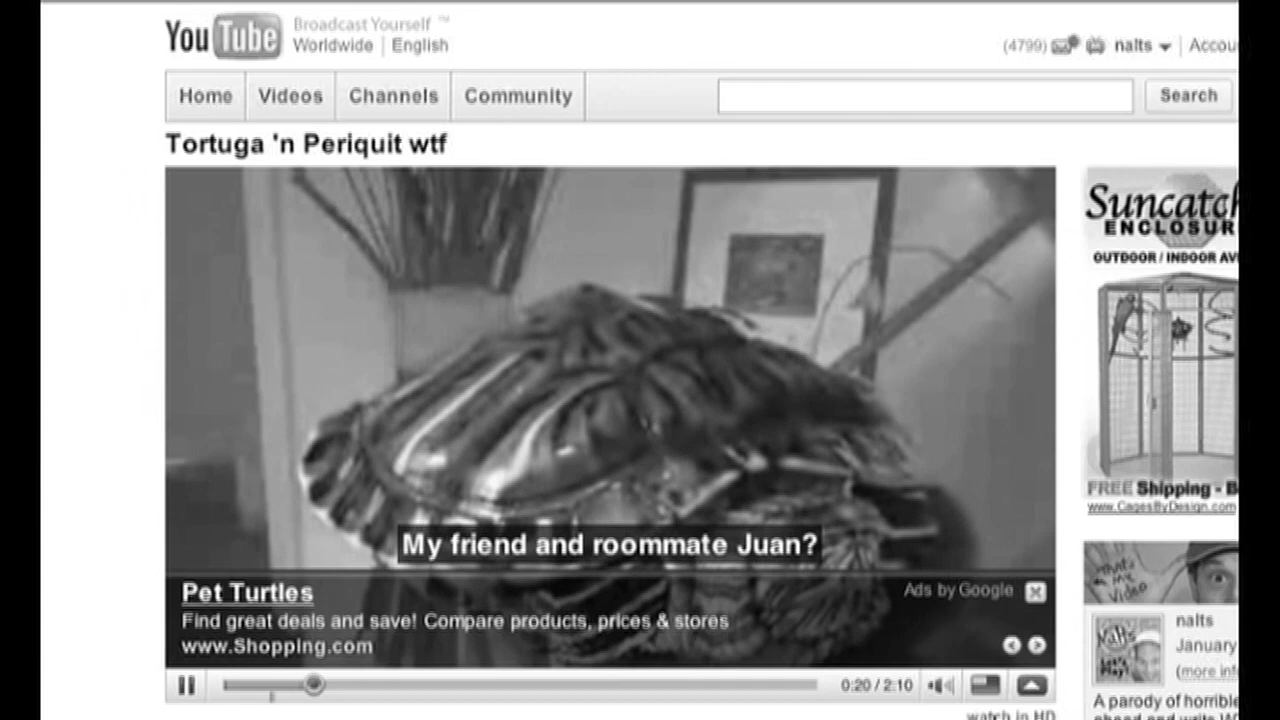 YouTube
Broadcast Yourself ™
Worldwide | English
(4799)
nalts
Home
Videos
Channels
Community
Search
Tortuga 'n Periquit wtf
My friend and roommate Juan?
Pet Turtles
Ads by Google
Find great deals and save! Compare products, prices & stores
www.Shopping.com
0:20 / 2:10
watch in HD
ENCLOSUR
OUTDOOR / INDOOR AV
FREE Shipping - B
www.CagesByDesign.com
WHAT'S MY Video
nalts
January
(more inf
A parody of horrible